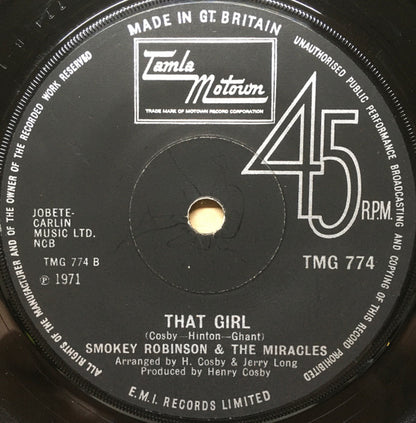 MADE IN GT. BRITAIN
UNAUTHORISED PUBLIC PERFORMANCE BROADCASTING AND COPYING OF THIS RECORD PROHIBITED
ALL RIGHTS OF THE MANUFACTURER AND OF THE OWNER OF THE RECORDED WORK RESERVED
Tamla
Motown
TRADE MARK OF MOTOWN RECORD CORPORATION
45
R.P.M.
JOBETE-
CARLIN
MUSIC LTD.
NCB
TMG 774 B
℗ 1971
TMG 774
THAT GIRL
(Cosby—Hinton—Ghant)
SMOKEY ROBINSON & THE MIRACLES
Arranged by H. Cosby & Jerry Long
Produced by Henry Cosby
E.M.I. RECORDS LIMITED